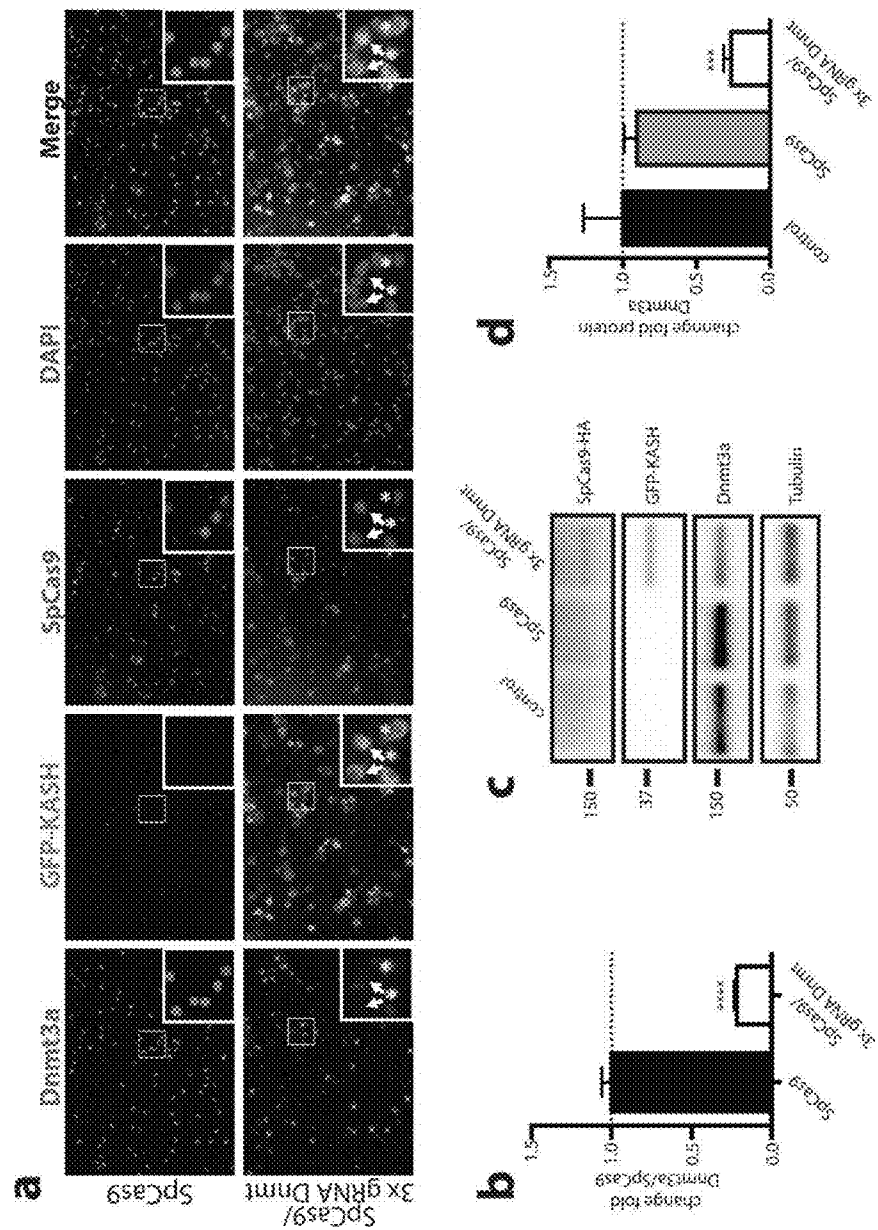 a
Dnmt3a
GFP-KASH
SpCas9
DAPI
Merge
SpCas9
SpCas9/
3x gRNA Dnmt
b
change fold
Dnmt3a/SpCas9
1.5
1.0
0.5
0.0
****
SpCas9
SpCas9/
3x gRNA Dnmt
c
control
SpCas9
SpCas9/
3x gRNA Dnmt
150
SpCas9-HA
37
GFP-KASH
150
Dnmt3a
50
Tubulin
d
channge fold protein
Dnmt3a
1.5
1.0
0.5
0.0
***
control
SpCas9
SpCas9/
3x gRNA Dnmt